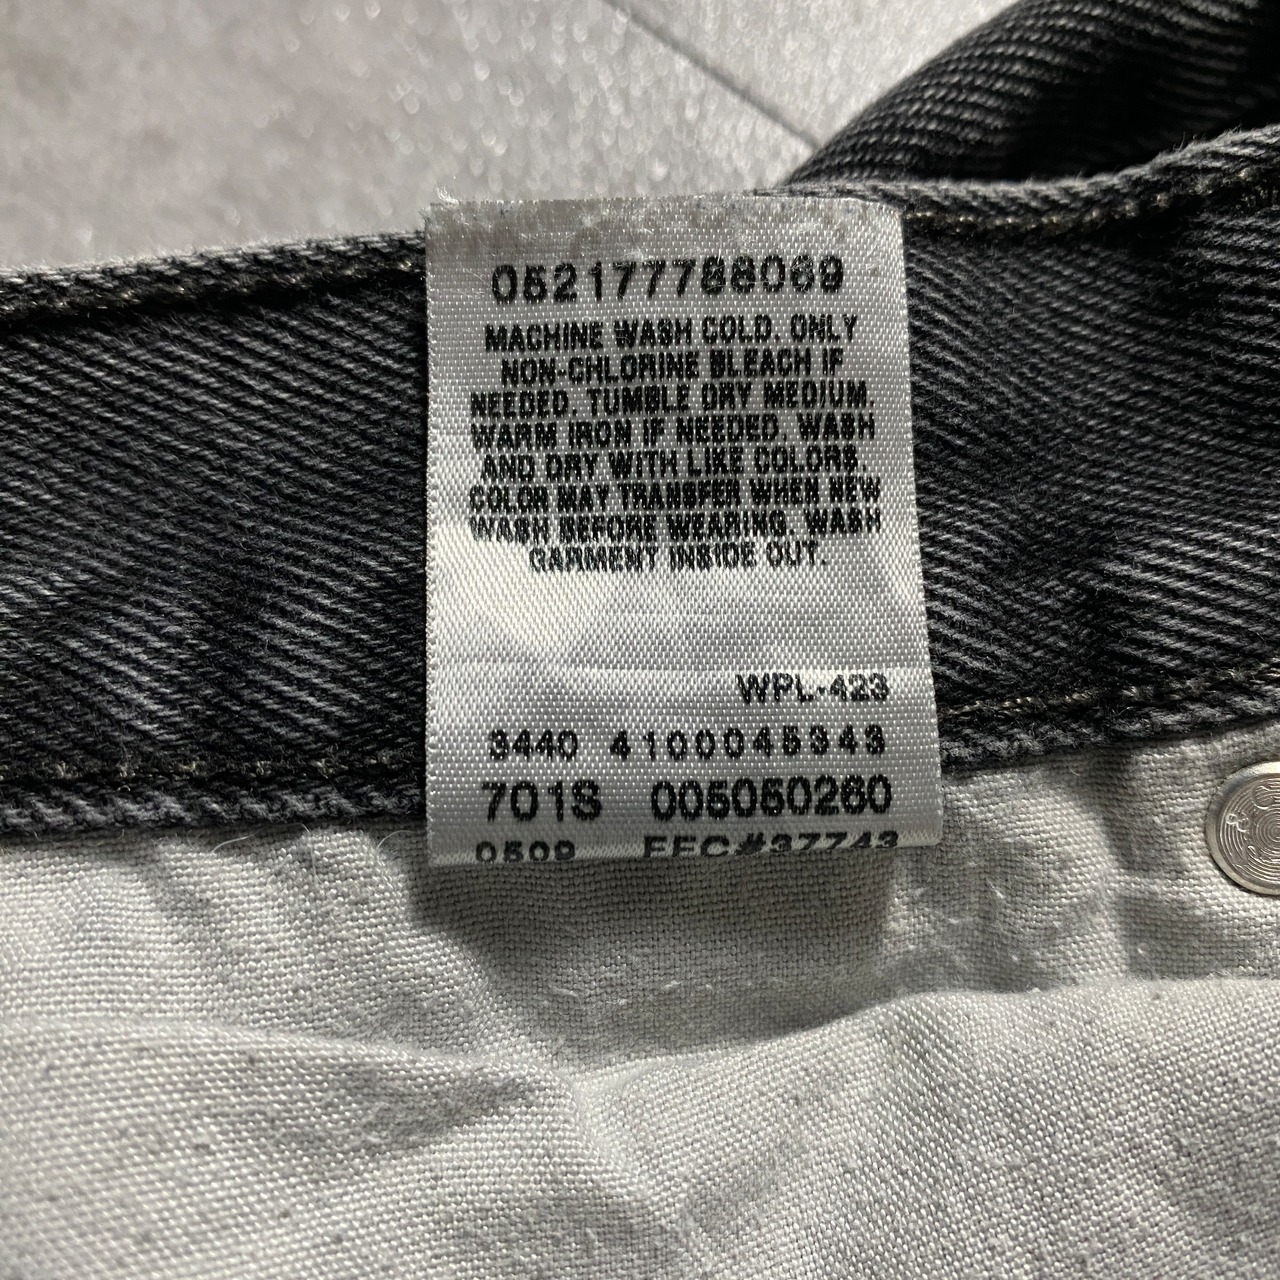 052177788069
MACHINE WASH COLD. ONLY
NON-CHLORINE BLEACH IF
NEEDED. TUMBLE DRY MEDIUM.
WARM IRON IF NEEDED. WASH
AND DRY WITH LIKE COLORS.
COLOR MAY TRANSFER WHEN NEW
WASH BEFORE WEARING. WASH
GARMENT INSIDE OUT.
WPL-423
3440 4100045343
701S 005050260
0509 EFC#37743